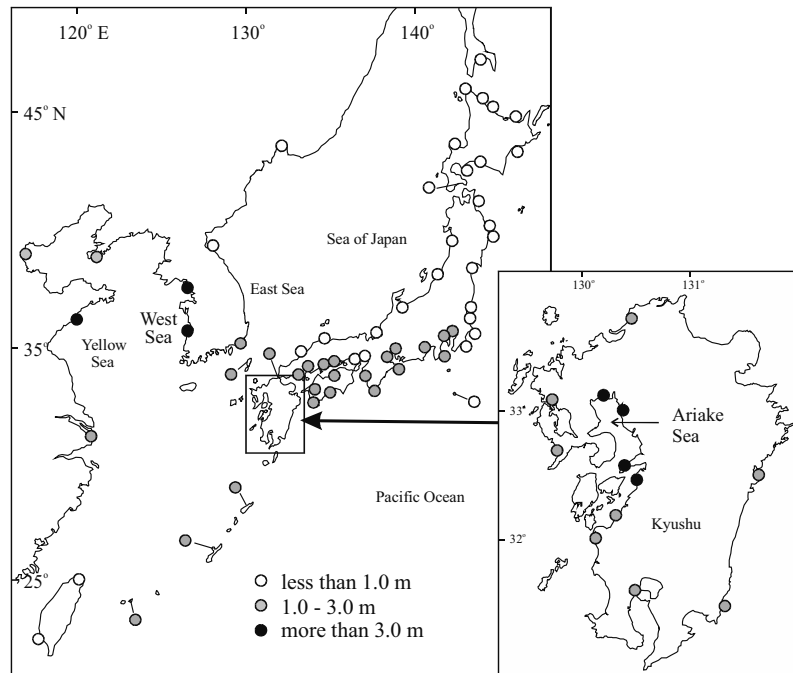 120° E
130°
140°
45° N
Sea of Japan
East Sea
West
Sea
Yellow
Sea
35°
Pacific Ocean
25°
less than 1.0 m
1.0 - 3.0 m
more than 3.0 m
130°
131°
33°
Ariake
Sea
Kyushu
32°